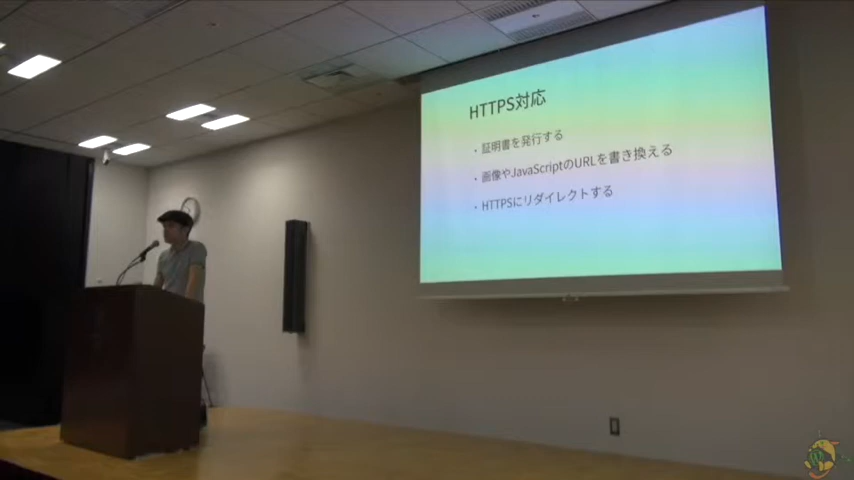 HTTPS対応
・証明書を発行する
・画像やJavaScriptのURLを書き換える
・HTTPSにリダイレクトする